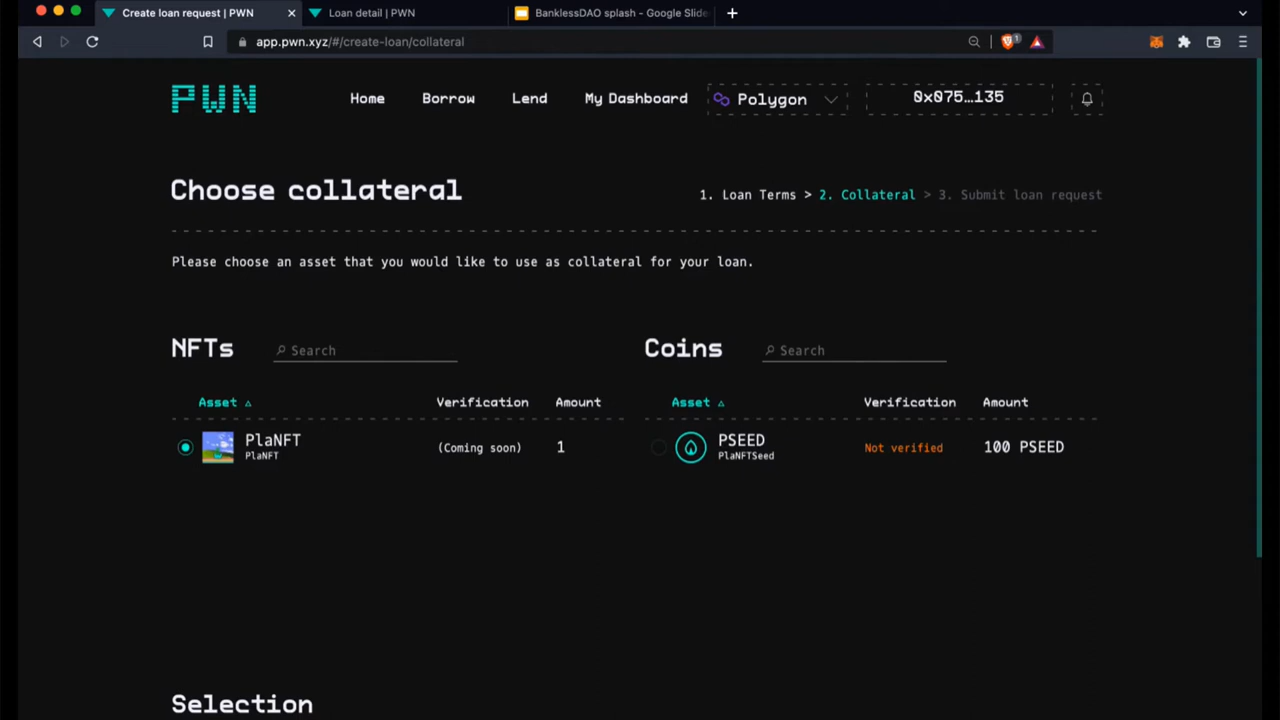 Create loan request | PWN
Loan detail | PWN
BanklessDAO splash - Google Slide
app.pwn.xyz/#/create-loan/collateral
1
PWN
Home
Borrow
Lend
My Dashboard
Polygon
0x075…135
Choose collateral
1. Loan Terms > 2. Collateral > 3. Submit loan request
Please choose an asset that you would like to use as collateral for your loan.
NFTs
Search
Coins
Search
Asset
Verification
Amount
Asset
Verification
Amount
PlaNFT
PlaNFT
(Coming soon)
1
PSEED
PlaNFTSeed
Not verified
100 PSEED
Selection